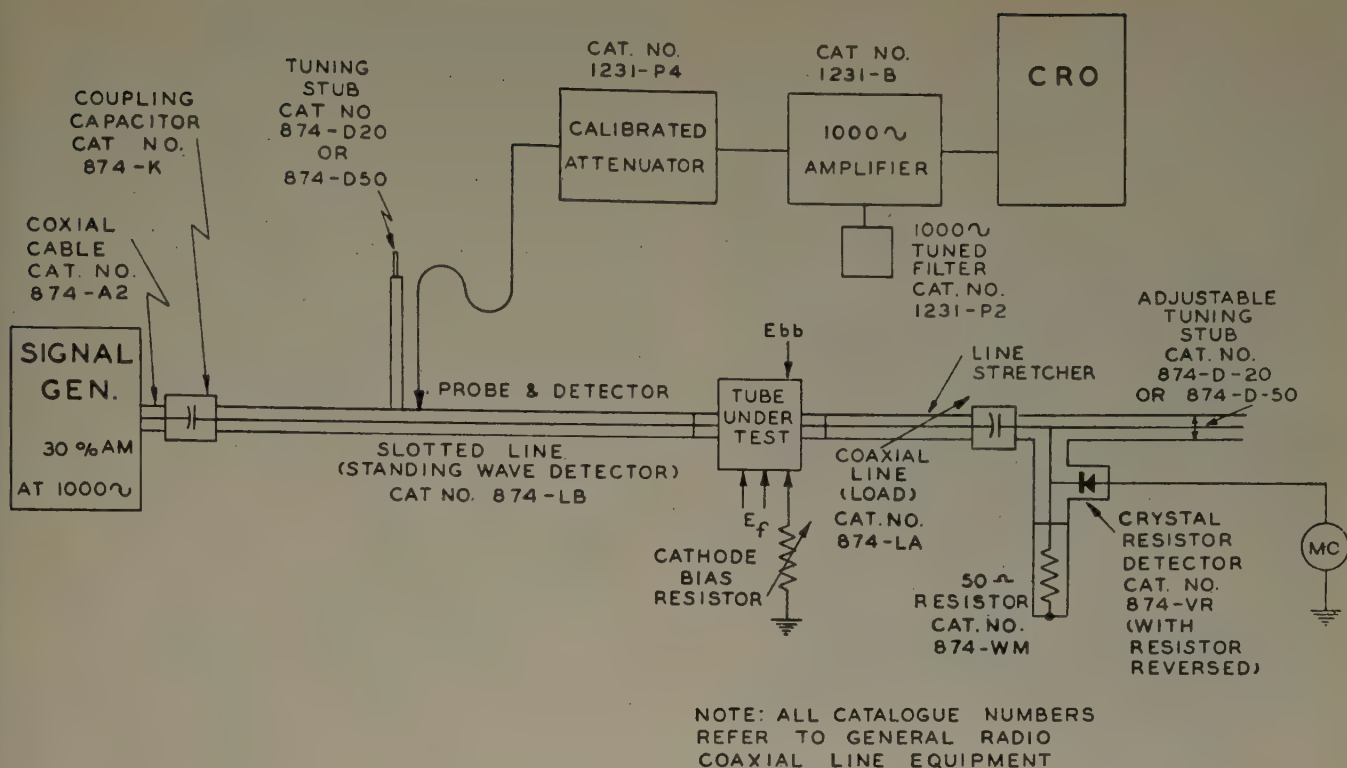 COUPLING
CAPACITOR
CAT NO.
874-K
TUNING
STUB
CAT NO
874-D20
OR
874-D50
CAT. NO.
1231-P4
CALIBRATED
ATTENUATOR
CAT NO.
1231-B
1000~
AMPLIFIER
CRO
1000~
TUNED
FILTER
CAT. NO.
1231-P2
COXIAL
CABLE
CAT. NO.
874-A2
SIGNAL
GEN.
30 % AM
AT 1000~
PROBE & DETECTOR
SLOTTED LINE
(STANDING WAVE DETECTOR)
CAT NO. 874-LB
Ebb
TUBE
UNDER
TEST
Ef
CATHODE
BIAS
RESISTOR
LINE
STRETCHER
COAXIAL
LINE
(LOAD)
CAT. NO.
874-LA
ADJUSTABLE
TUNING
STUB
CAT. NO.
874-D-20
OR 874-D-50
50 Ω
RESISTOR
CAT. NO.
874-WM
CRYSTAL
RESISTOR
DETECTOR
CAT. NO.
874-VR
(WITH
RESISTOR
REVERSED)
MC
NOTE: ALL CATALOGUE NUMBERS
REFER TO GENERAL RADIO
COAXIAL LINE EQUIPMENT